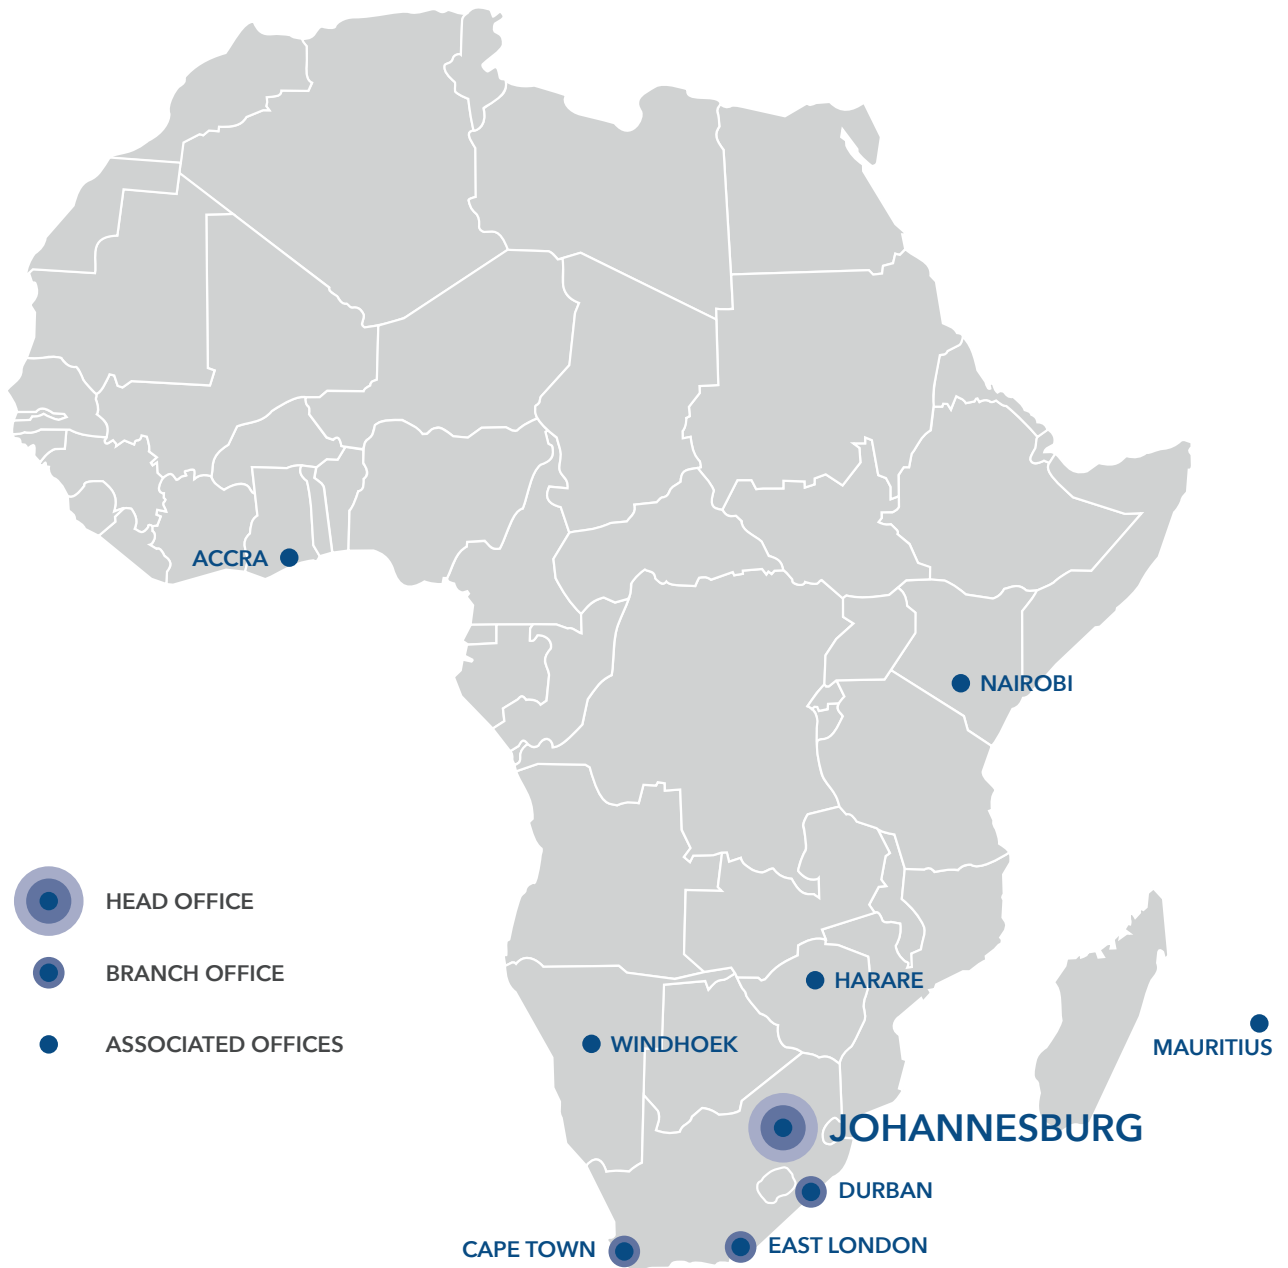 ACCRA
NAIROBI
HEAD OFFICE
BRANCH OFFICE
ASSOCIATED OFFICES
HARARE
WINDHOEK
MAURITIUS
JOHANNESBURG
DURBAN
CAPE TOWN
EAST LONDON